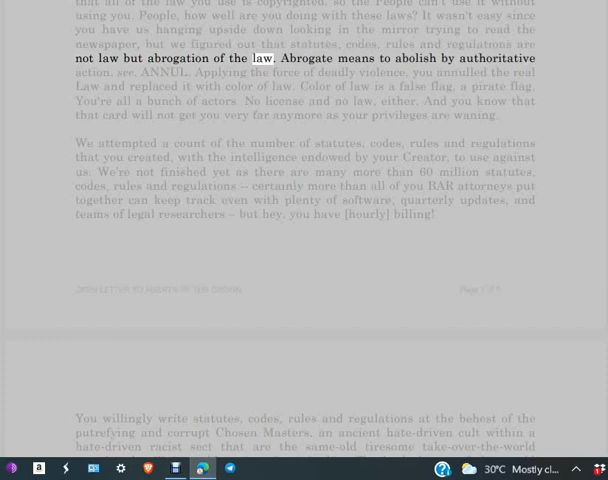 that all of the law you use is copyrighted, so the People can't use it without
using you. People, how well are you doing with these laws? It wasn't easy since
you have us hanging upside down looking in the mirror trying to read the
newspaper, but we figured out that statutes, codes, rules and regulations are
not law but abrogation of the law. Abrogate means to abolish by authoritative
action. see. ANNUL. Applying the force of deadly violence, you annulled the real
Law and replaced it with color of law. Color of law is a false flag, a pirate flag.
You're all a bunch of actors. No license and no law, either. And you know that
that card will not get you very far anymore as your privileges are waning.
We attempted a count of the number of statutes, codes, rules and regulations
that you created, with the intelligence endowed by your Creator, to use against
us. We're not finished yet as there are many more than 60 million statutes,
codes, rules and regulations – certainly more than all of you BAR attorneys put
together can keep track even with plenty of software, quarterly updates, and
teams of legal researchers – but hey, you have [hourly] billing!
OPEN LETTER TO AGENTS OF THE CROWN
Page 1 of 7
You willingly write statutes, codes, rules and regulations at the behest of the
putrefying and corrupt Chosen Masters, an ancient hate-driven cult within a
hate-driven racist sect that are the same-old tiresome take-over-the-world
30°C Mostly cl...